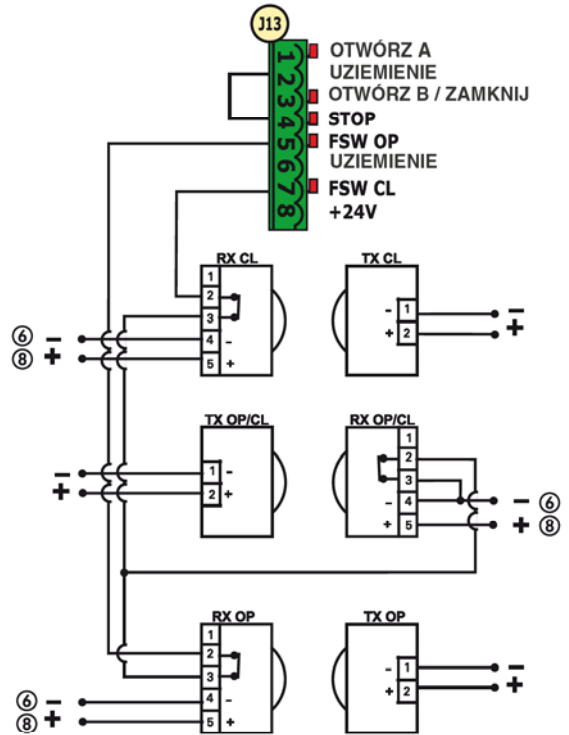 J13
1 OTWÓRZ A
2 UZIEMIENIE
3 OTWÓRZ B / ZAMKNIJ
4 STOP
5 FSW OP
6 UZIEMIENIE
7 FSW CL
8 +24V
RX CL
TX CL
1
2
3
⑥ - 4 -
⑧ + 5 +
- 1 -
+ 2 +
TX OP/CL
RX OP/CL
- 1 -
+ 2 +
1
2
3
- 4 - ⑥
+ 5 + ⑧
RX OP
TX OP
1
2
3
⑥ - 4 -
⑧ + 5 +
- 1 -
+ 2 +